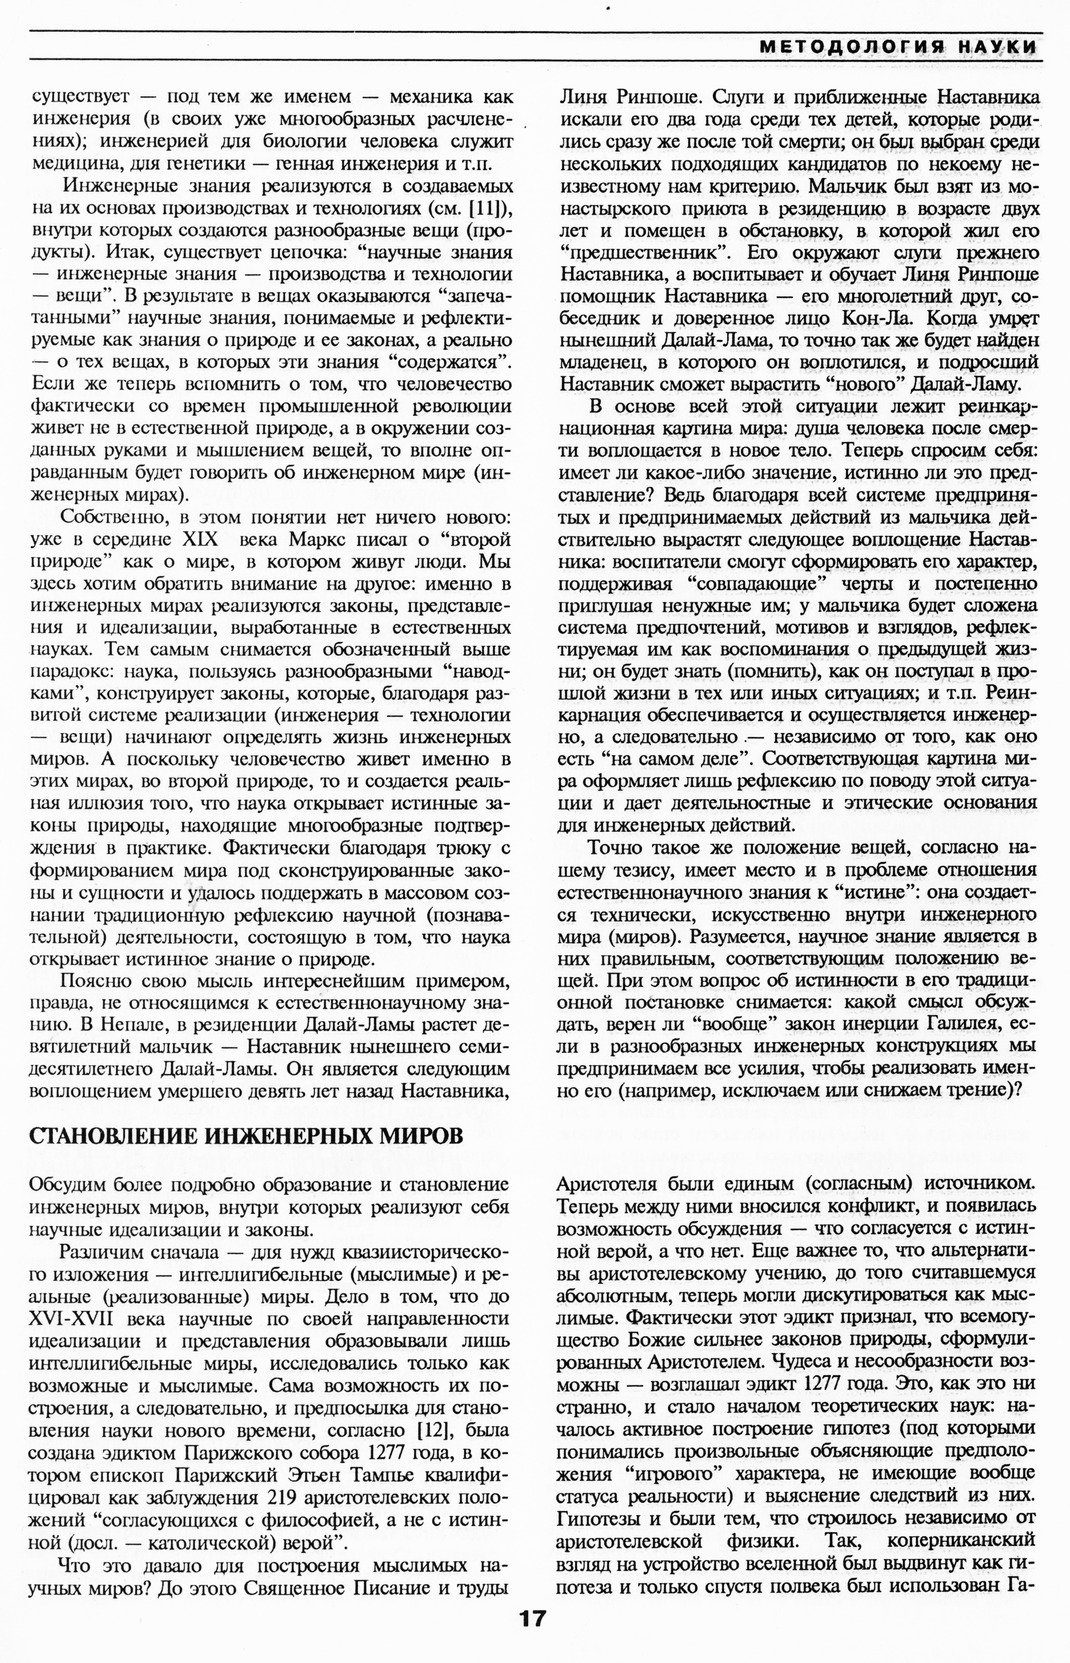 МЕТОДОЛОГИЯ НАУКИ
существует — под тем же именем — механика как
инженерия (в своих уже многообразных расчлене-
ниях); инженерией для биологии человека служит
медицина, для генетики — генная инженерия и т.п.
Инженерные знания реализуются в создаваемых
на их основах производствах и технологиях (см. [11]),
внутри которых создаются разнообразные вещи (про-
дукты). Итак, существует цепочка: “научные знания
— инженерные знания — производства и технологии
— вещи”. В результате в вещах оказываются “запеча-
танными” научные знания, понимаемые и рефлекти-
руемые как знания о природе и ее законах, а реально
— о тех вещах, в которых эти знания “содержатся”.
Если же теперь вспомнить о том, что человечество
фактически со времен промышленной революции
живет не в естественной природе, а в окружении соз-
данных руками и мышлением вещей, то вполне оп-
равданным будет говорить об инженерном мире (ин-
женерных мирах).
Собственно, в этом понятии нет ничего нового:
уже в середине XIX века Маркс писал о “второй
природе” как о мире, в котором живут люди. Мы
здесь хотим обратить внимание на другое: именно в
инженерных мирах реализуются законы, представле-
ния и идеализации, выработанные в естественных
науках. Тем самым снимается обозначенный выше
парадокс: наука, пользуясь разнообразными “навод-
ками”, конструирует законы, которые, благодаря раз-
витой системе реализации (инженерия — технологии
— вещи) начинают определять жизнь инженерных
миров. А поскольку человечество живет именно в
этих мирах, во второй природе, то и создается реаль-
ная иллюзия того, что наука открывает истинные за-
коны природы, находящие многообразные подтвер-
ждения в практике. Фактически благодаря трюку с
формированием мира под сконструированные зако-
ны и сущности и удалось поддержать в массовом соз-
нании традиционную рефлексию научной (познава-
тельной) деятельности, состоящую в том, что наука
открывает истинное знание о природе.
Поясню свою мысль интереснейшим примером,
правда, не относящимся к естественнонаучному зна-
нию. В Непале, в резиденции Далай-Ламы растет де-
вятилетний мальчик — Наставник нынешнего семи-
десятилетнего Далай-Ламы. Он является следующим
воплощением умершего девять лет назад Наставника,
Линя Ринпоше. Слуги и приближенные Наставника
искали его два года среди тех детей, которые роди-
лись сразу же после той смерти; он был выбран среди
нескольких подходящих кандидатов по некоему не-
известному нам критерию. Мальчик был взят из мо-
настырского приюта в резиденцию в возрасте двух
лет и помещен в обстановку, в которой жил его
“предшественник”. Его окружают слуги прежнего
Наставника, а воспитывает и обучает Линя Ринпоше
помощник Наставника — его многолетний друг, со-
беседник и доверенное лицо Кон-Ла. Когда умрет
нынешний Далай-Лама, то точно так же будет найден
младенец, в которого он воплотился, и подросший
Наставник сможет вырастить “нового” Далай-Ламу.
В основе всей этой ситуации лежит реинкар-
национная картина мира: душа человека после смер-
ти воплощается в новое тело. Теперь спросим себя:
имеет ли какое-либо значение, истинно ли это пред-
ставление? Ведь благодаря всей системе предприня-
тых и предпринимаемых действий из мальчика дей-
ствительно вырастят следующее воплощение Настав-
ника: воспитатели смогут сформировать его характер,
поддерживая “совпадающие” черты и постепенно
приглушая ненужные им; у мальчика будет сложена
система предпочтений, мотивов и взглядов, рефлек-
тируемая им как воспоминания о предыдущей жиз-
ни; он будет знать (помнить), как он поступал в про-
шлой жизни в тех или иных ситуациях; и т.п. Реин-
карнация обеспечивается и осуществляется инженер-
но, а следовательно — независимо от того, как оно
есть “на самом деле”. Соответствующая картина ми-
ра оформляет лишь рефлексию по поводу этой ситуа-
ции и дает деятельностные и этические основания
для инженерных действий.
Точно такое же положение вещей, согласно на-
шему тезису, имеет место и в проблеме отношения
естественнонаучного знания к “истине”: она создает-
ся технически, искусственно внутри инженерного
мира (миров). Разумеется, научное знание является в
них правильным, соответствующим положению ве-
щей. При этом вопрос об истинности в его традици-
онной постановке снимается: какой смысл обсуж-
дать, верен ли “вообще” закон инерции Галилея, ес-
ли в разнообразных инженерных конструкциях мы
предпринимаем все усилия, чтобы реализовать имен-
но его (например, исключаем или снижаем трение)?
СТАНОВЛЕНИЕ ИНЖЕНЕРНЫХ МИРОВ
Обсудим более подробно образование и становление
инженерных миров, внутри которых реализуют себя
научные идеализации и законы.
Различим сначала — для нужд квазиисторическо-
го изложения — интеллигибельные (мыслимые) и ре-
альные (реализованные) миры. Дело в том, что до
XVI-XVII века научные по своей направленности
идеализации и представления образовывали лишь
интеллигибельные миры, исследовались только как
возможные и мыслимые. Сама возможность их по-
строения, а следовательно, и предпосылка для стано-
вления науки нового времени, согласно [12], была
создана эдиктом Парижского собора 1277 года, в ко-
тором епископ Парижский Этьен Тампье квалифи-
цировал как заблуждения 219 аристотелевских поло-
жений “согласующихся с философией, а не с истин-
ной (досл. — католической) верой”.
Что это давало для построения мыслимых на-
учных миров? До этого Священное Писание и труды
Аристотеля были единым (согласным) источником.
Теперь между ними вносился конфликт, и появилась
возможность обсуждения — что согласуется с истин-
ной верой, а что нет. Еще важнее то, что альтернати-
вы аристотелевскому учению, до того считавшемуся
абсолютным, теперь могли дискутироваться как мыс-
лимые. Фактически этот эдикт признал, что всемогу-
щество Божие сильнее законов природы, сформули-
рованных Аристотелем. Чудеса и несообразности воз-
можны — возглашал эдикт 1277 года. Это, как это ни
странно, и стало началом теоретических наук: на-
чалось активное построение гипотез (под которыми
понимались произвольные объясняющие предполо-
жения “игрового” характера, не имеющие вообще
статуса реальности) и выяснение следствий из них.
Гипотезы и были тем, что строилось независимо от
аристотелевской физики. Так, коперниканский
взгляд на устройство вселенной был выдвинут как ги-
потеза и только спустя полвека был использован Га-
17